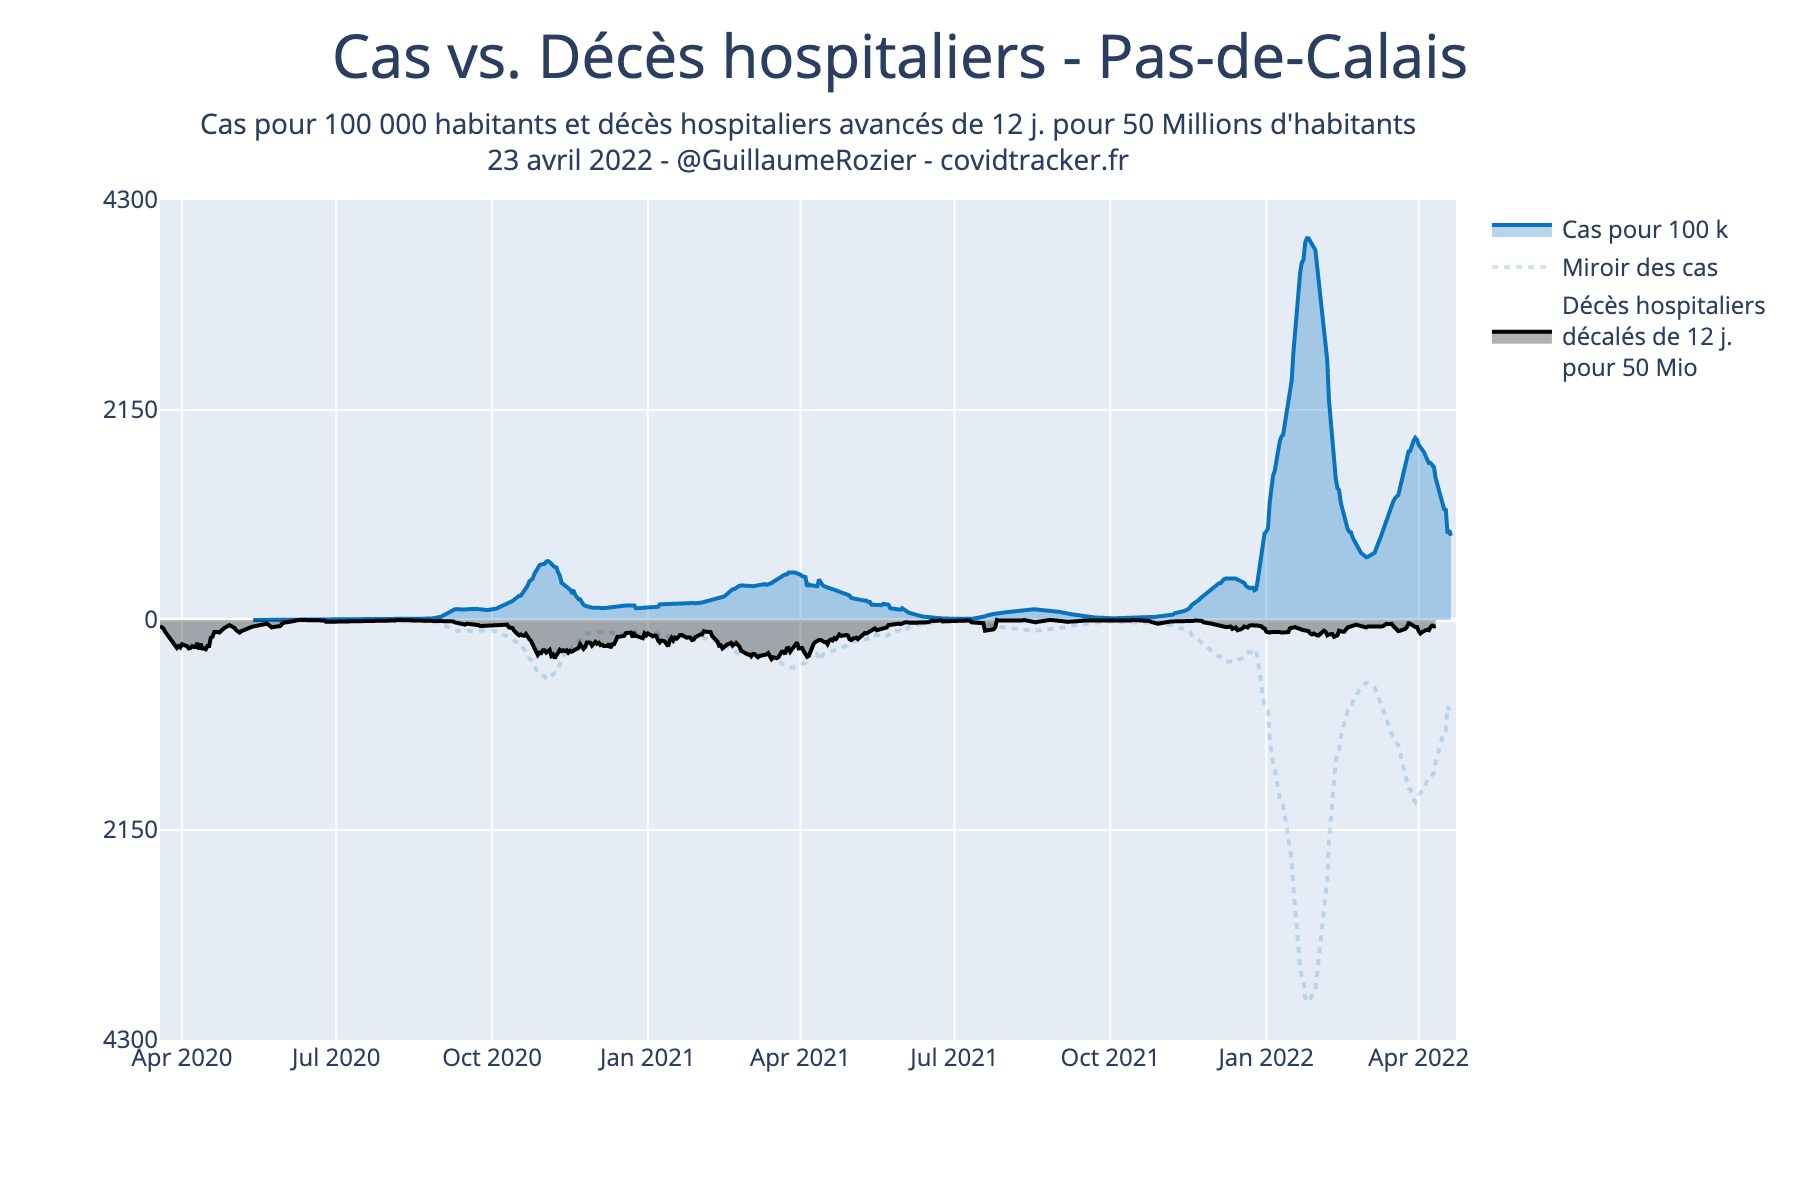 Cas vs. Décès hospitaliers - Pas-de-Calais
Cas pour 100 000 habitants et décès hospitaliers avancés de 12 j. pour 50 Millions d'habitants
23 avril 2022 - @GuillaumeRozier - covidtracker.fr
4300
2150
0
2150
4300
Apr 2020
Jul 2020
Oct 2020
Jan 2021
Apr 2021
Jul 2021
Oct 2021
Jan 2022
Apr 2022
Cas pour 100 k
Miroir des cas
Décès hospitaliers
décalés de 12 j.
pour 50 Mio